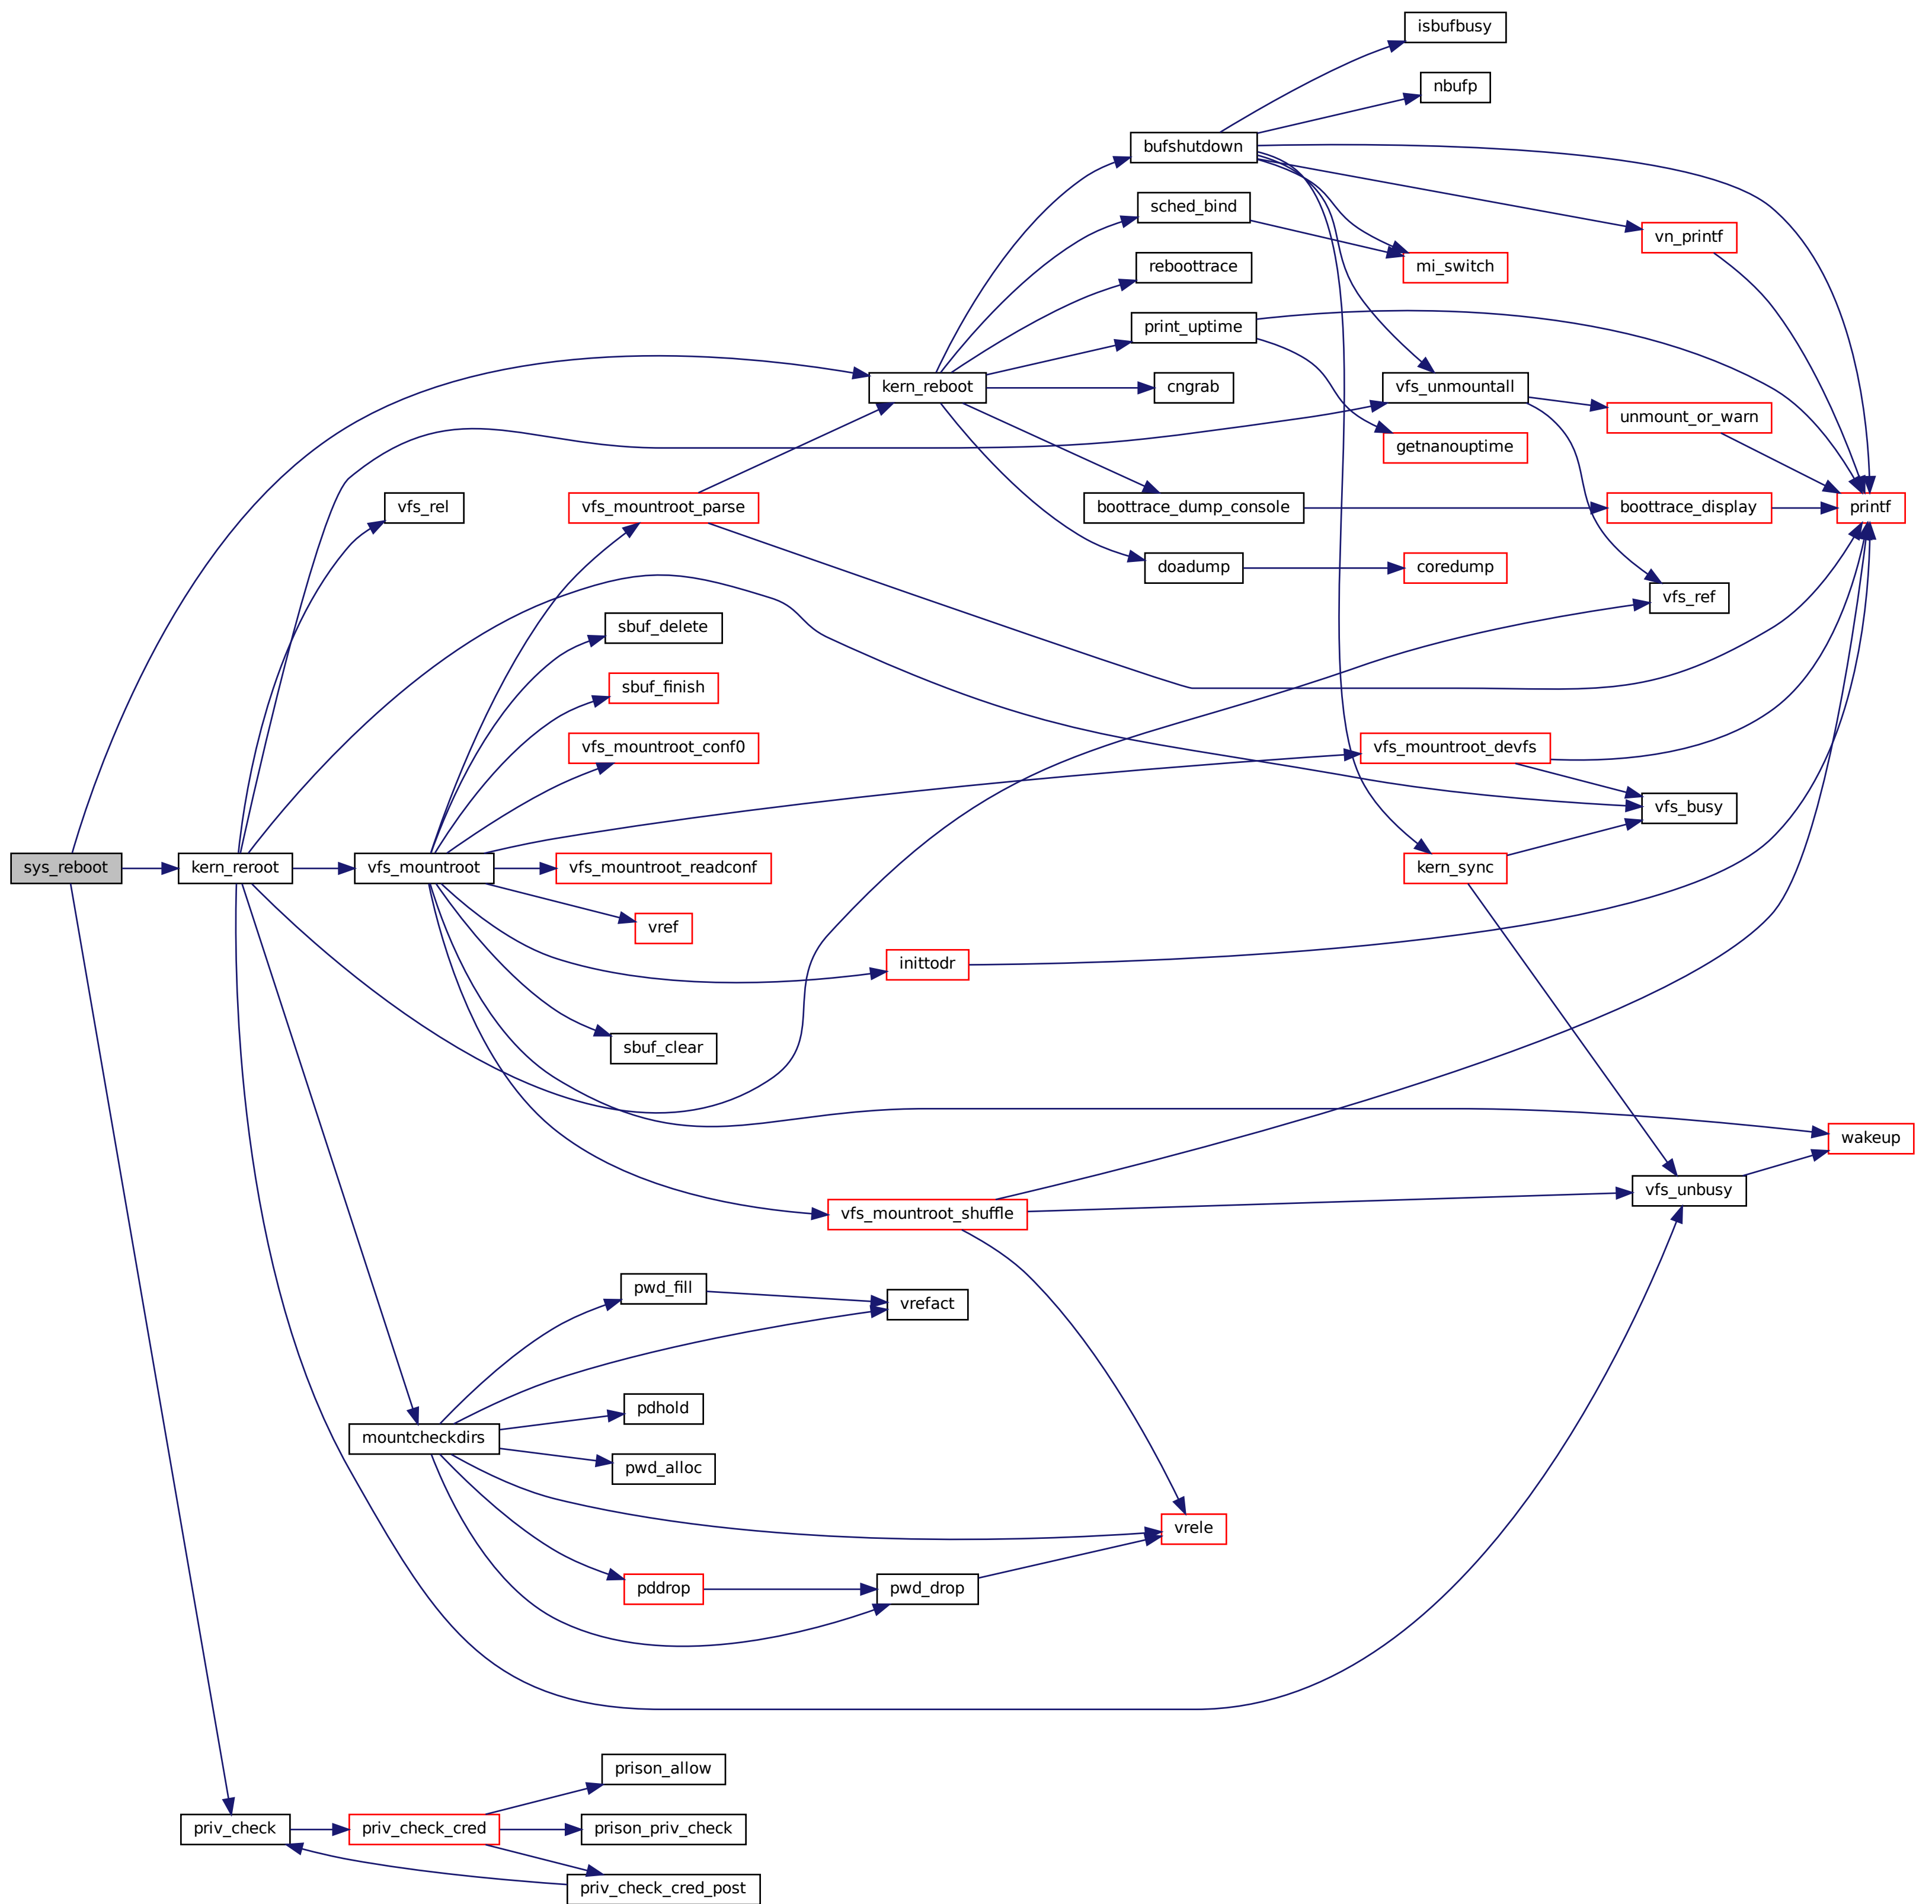 isbufbusy
nbufp
bufshutdown
sched_bind
vn_printf
reboottrace
mi_switch
print_uptime
kern_reboot
cngrab
vfs_unmountall
unmount_or_warn
getnanouptime
vfs_rel
vfs_mountroot_parse
boottrace_dump_console
boottrace_display
printf
doadump
coredump
vfs_ref
sbuf_delete
sbuf_finish
vfs_mountroot_conf0
vfs_mountroot_devfs
vfs_busy
sys_reboot
kern_reroot
vfs_mountroot
vfs_mountroot_readconf
kern_sync
vref
inittodr
sbuf_clear
wakeup
vfs_unbusy
vfs_mountroot_shuffle
pwd_fill
vrefact
pdhold
mountcheckdirs
pwd_alloc
vrele
pddrop
pwd_drop
prison_allow
priv_check
priv_check_cred
prison_priv_check
priv_check_cred_post